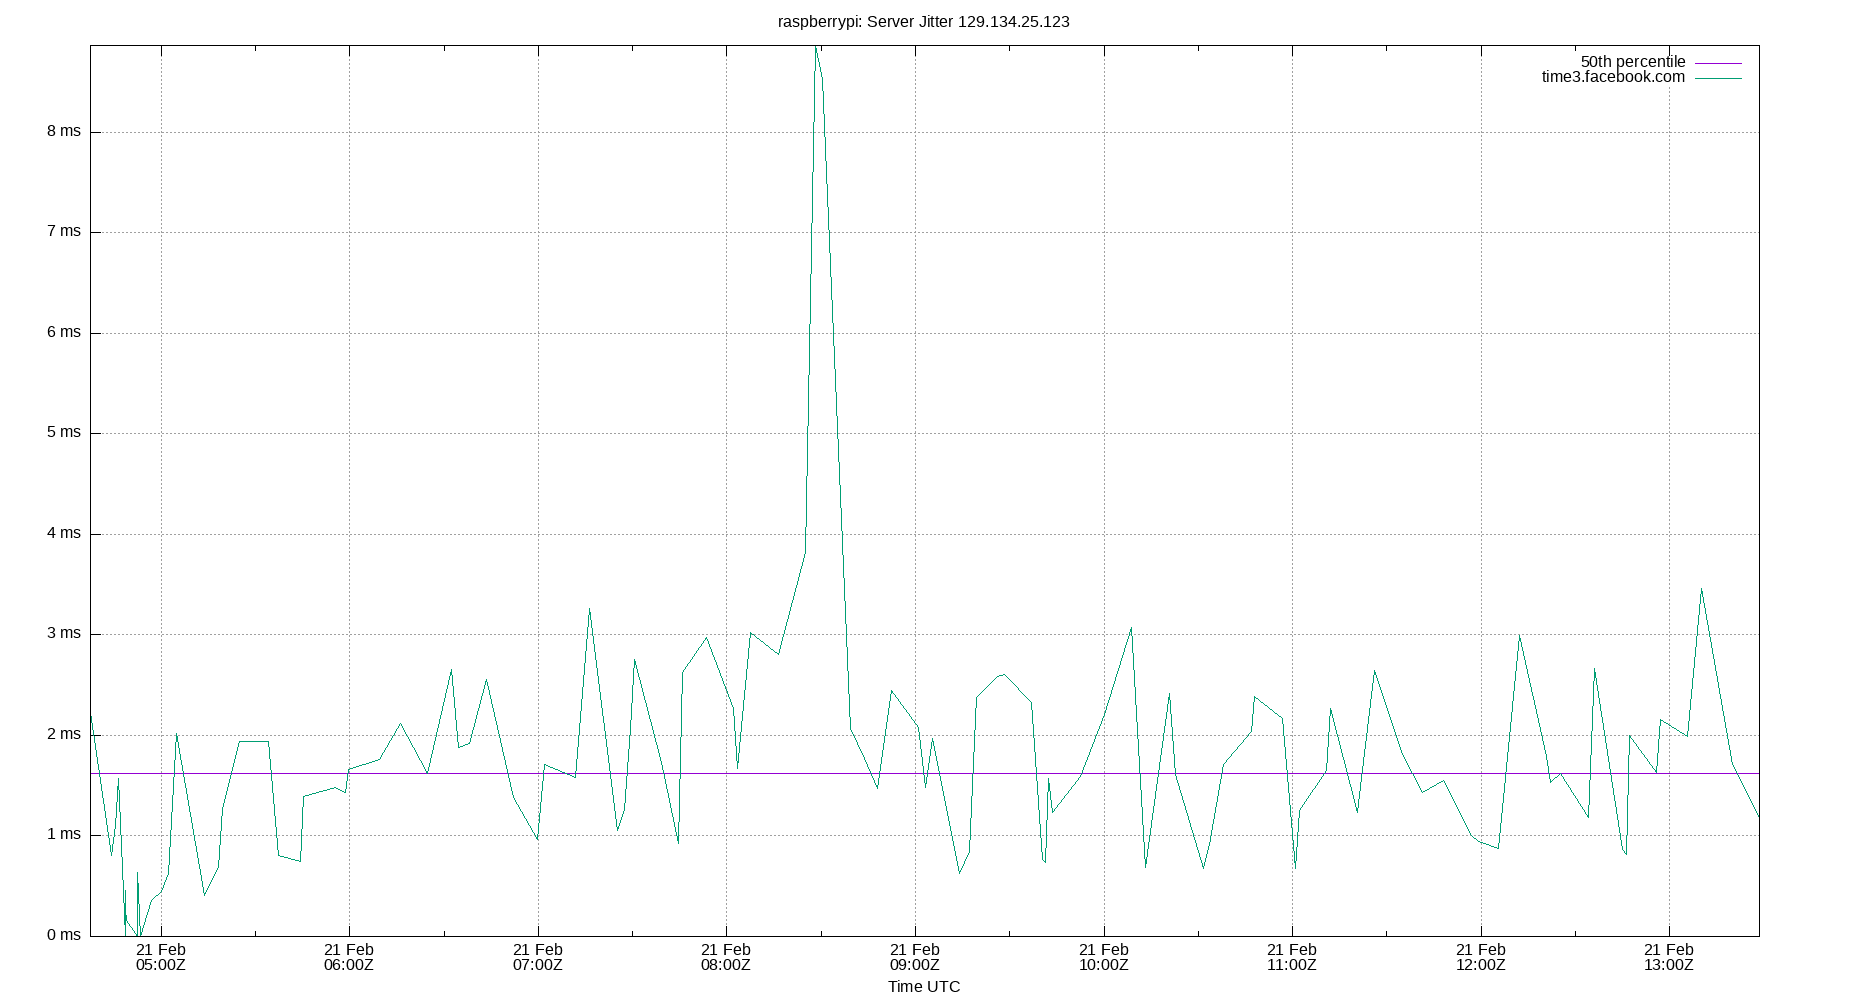 raspberrypi: Server Jitter 129.134.25.123
50th percentile
time3.facebook.com
8 ms
7 ms
6 ms
5 ms
4 ms
3 ms
2 ms
1 ms
0 ms
21 Feb 21 Feb 21 Feb 21 Feb 21 Feb 21 Feb 21 Feb 21 Feb 21 Feb
05:00Z 06:00Z 07:00Z 08:00Z 09:00Z 10:00Z 11:00Z 12:00Z 13:00Z
Time UTC